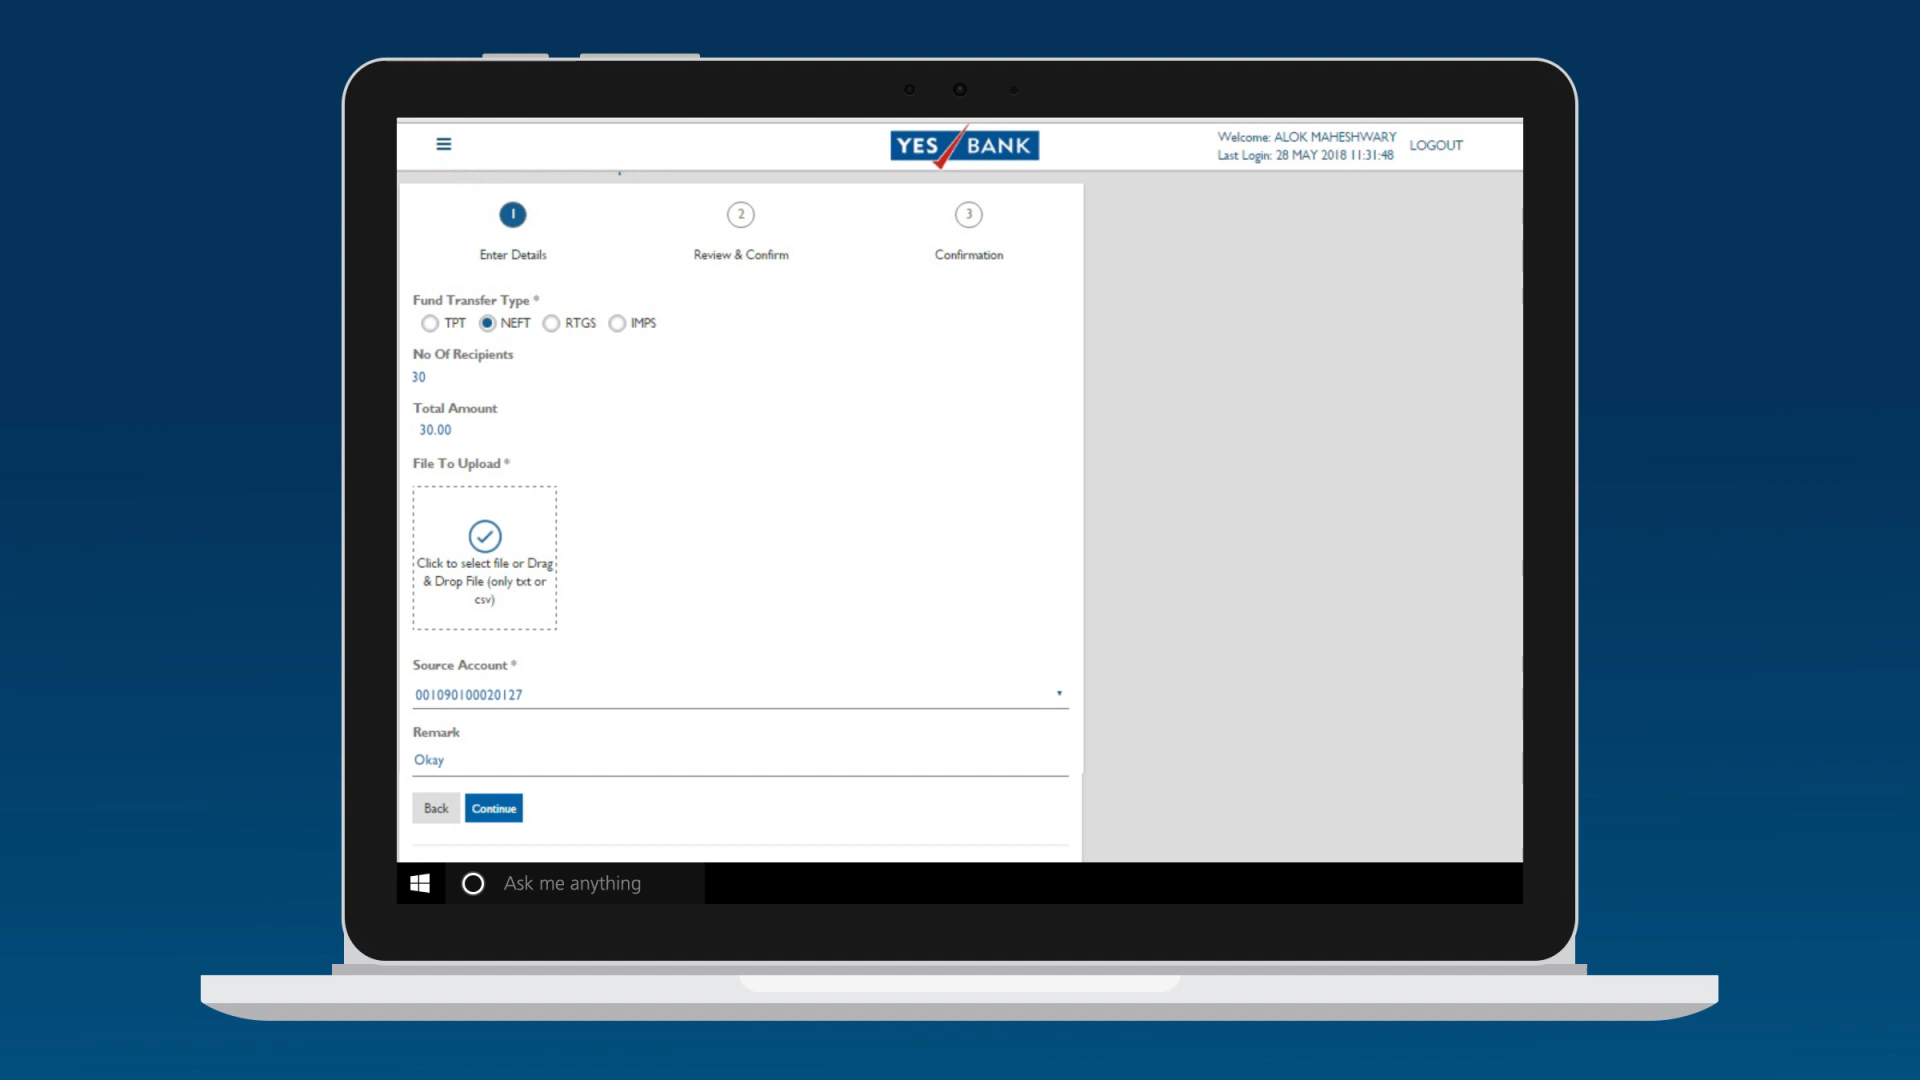 YES BANK
Welcome: ALOK MAHESHWARY
Last Login: 28 MAY 2018 11:31:48
LOGOUT
1
2
3
Enter Details
Review & Confirm
Confirmation
Fund Transfer Type *
TPT NEFT RTGS IMPS
No Of Recipients
30
Total Amount
30.00
File To Upload *
Click to select file or Drag
& Drop File (only txt or
csv)
Source Account *
001090100020127
Remark
Okay
Back Continue
Ask me anything